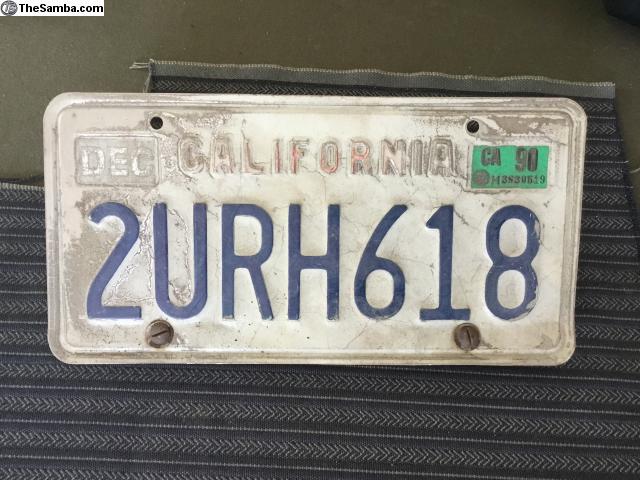 TheSamba.com
DEC CALIFORNIA CA 90
2URH618